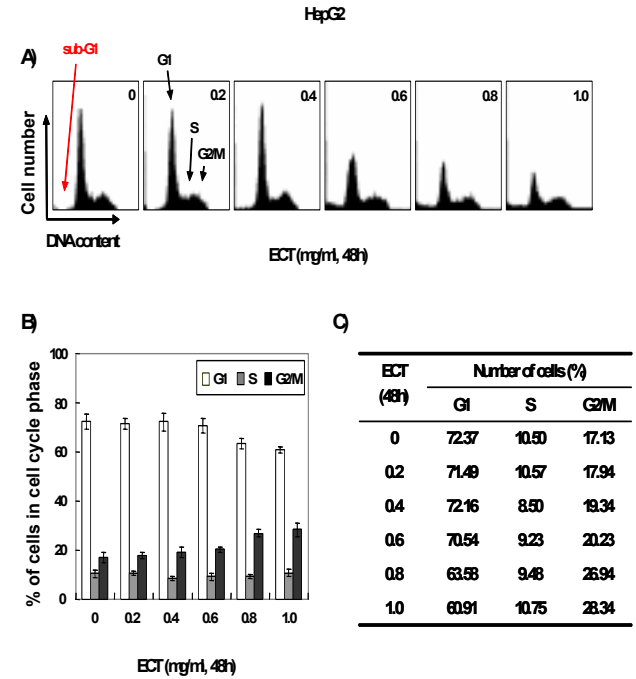 HepG2
A)
sub-G1
G1
S
G2/M
0
0.2
0.4
0.6
0.8
1.0
Cell number
DNA content
ECT (mg/ml, 48h)
B)
% of cells in cell cycle phase
100
80
60
40
20
0
G1 S G2/M
0 0.2 0.4 0.6 0.8 1.0
ECT (mg/ml, 48h)
C)
ECT (48h) Number of cells (%)
G1 S G2/M
0 72.37 10.50 17.13
0.2 71.49 10.57 17.94
0.4 72.16 8.50 19.34
0.6 70.54 9.23 20.23
0.8 63.58 9.48 26.94
1.0 60.91 10.75 28.34